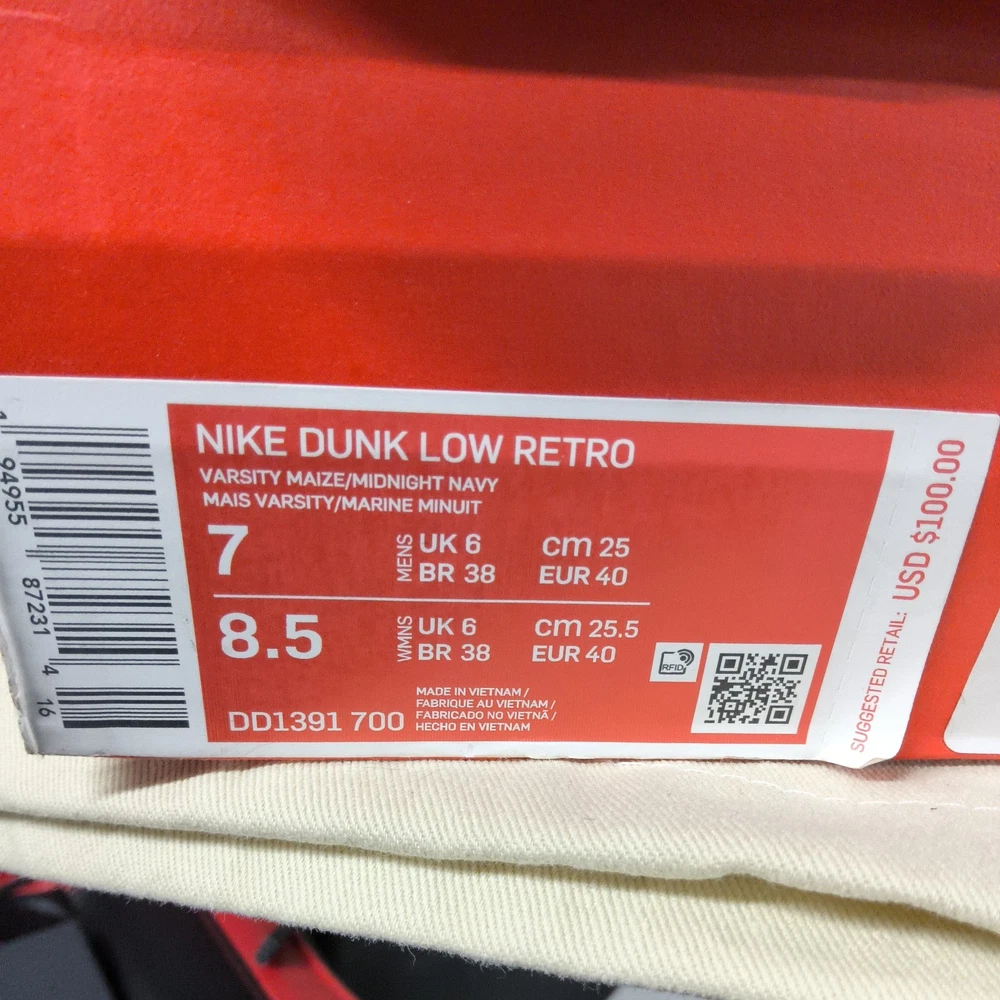 NIKE DUNK LOW RETRO
VARSITY MAIZE/MIDNIGHT NAVY
MAIS VARSITY/MARINE MINUIT
7
MENS
UK 6
cm 25
BR 38
EUR 40
8.5
WMNS
UK 6
cm 25.5
BR 38
EUR 40
DD1391 700
MADE IN VIETNAM /
FABRIQUE AU VIETNAM /
FABRICADO NO VIETNÃ /
HECHO EN VIETNAM
RFID
SUGGESTED RETAIL: USD $100.00
1 94955 87231 4 16